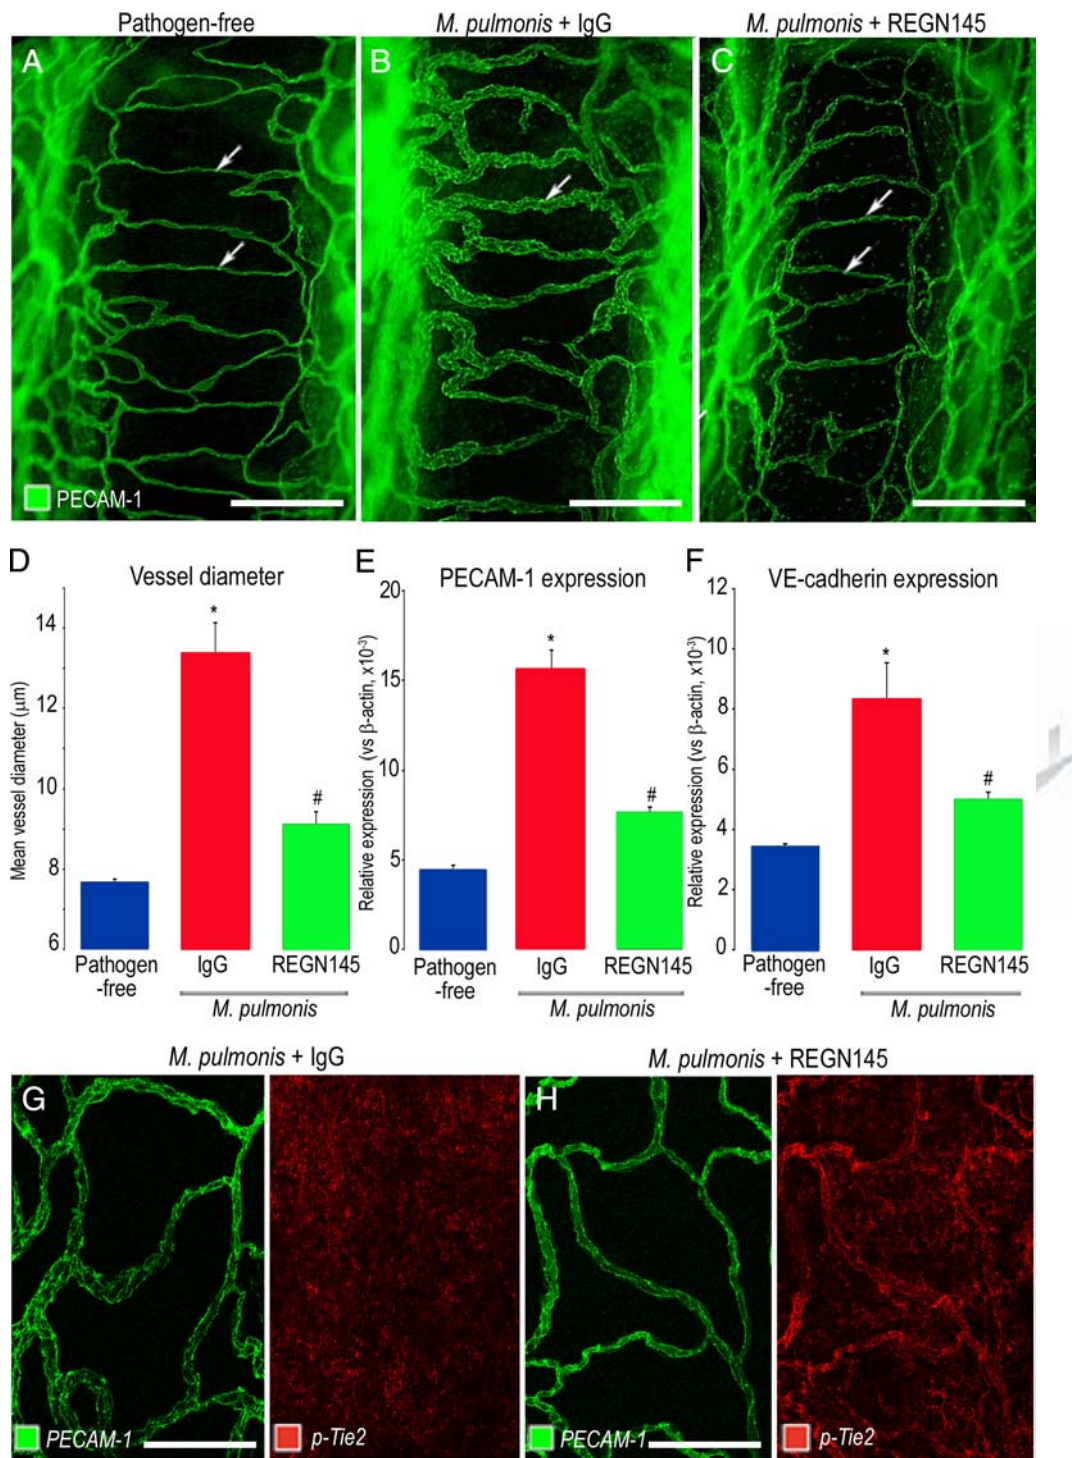 Pathogen-free
M. pulmonis + IgG
M. pulmonis + REGN145
A
B
C
PECAM-1
D
Vessel diameter
Mean vessel diameter (μm)
14
12
10
8
6
*
#
Pathogen
-free
IgG
REGN145
M. pulmonis
E
PECAM-1 expression
Relative expression (vs β-actin, x10⁻³)
20
15
10
5
0
*
#
Pathogen
-free
IgG
REGN145
M. pulmonis
F
VE-cadherin expression
Relative expression (vs β-actin, x10⁻³)
12
10
8
6
4
2
0
*
#
Pathogen
-free
IgG
REGN145
M. pulmonis
M. pulmonis + IgG
M. pulmonis + REGN145
G
PECAM-1
p-Tie2
H
PECAM-1
p-Tie2